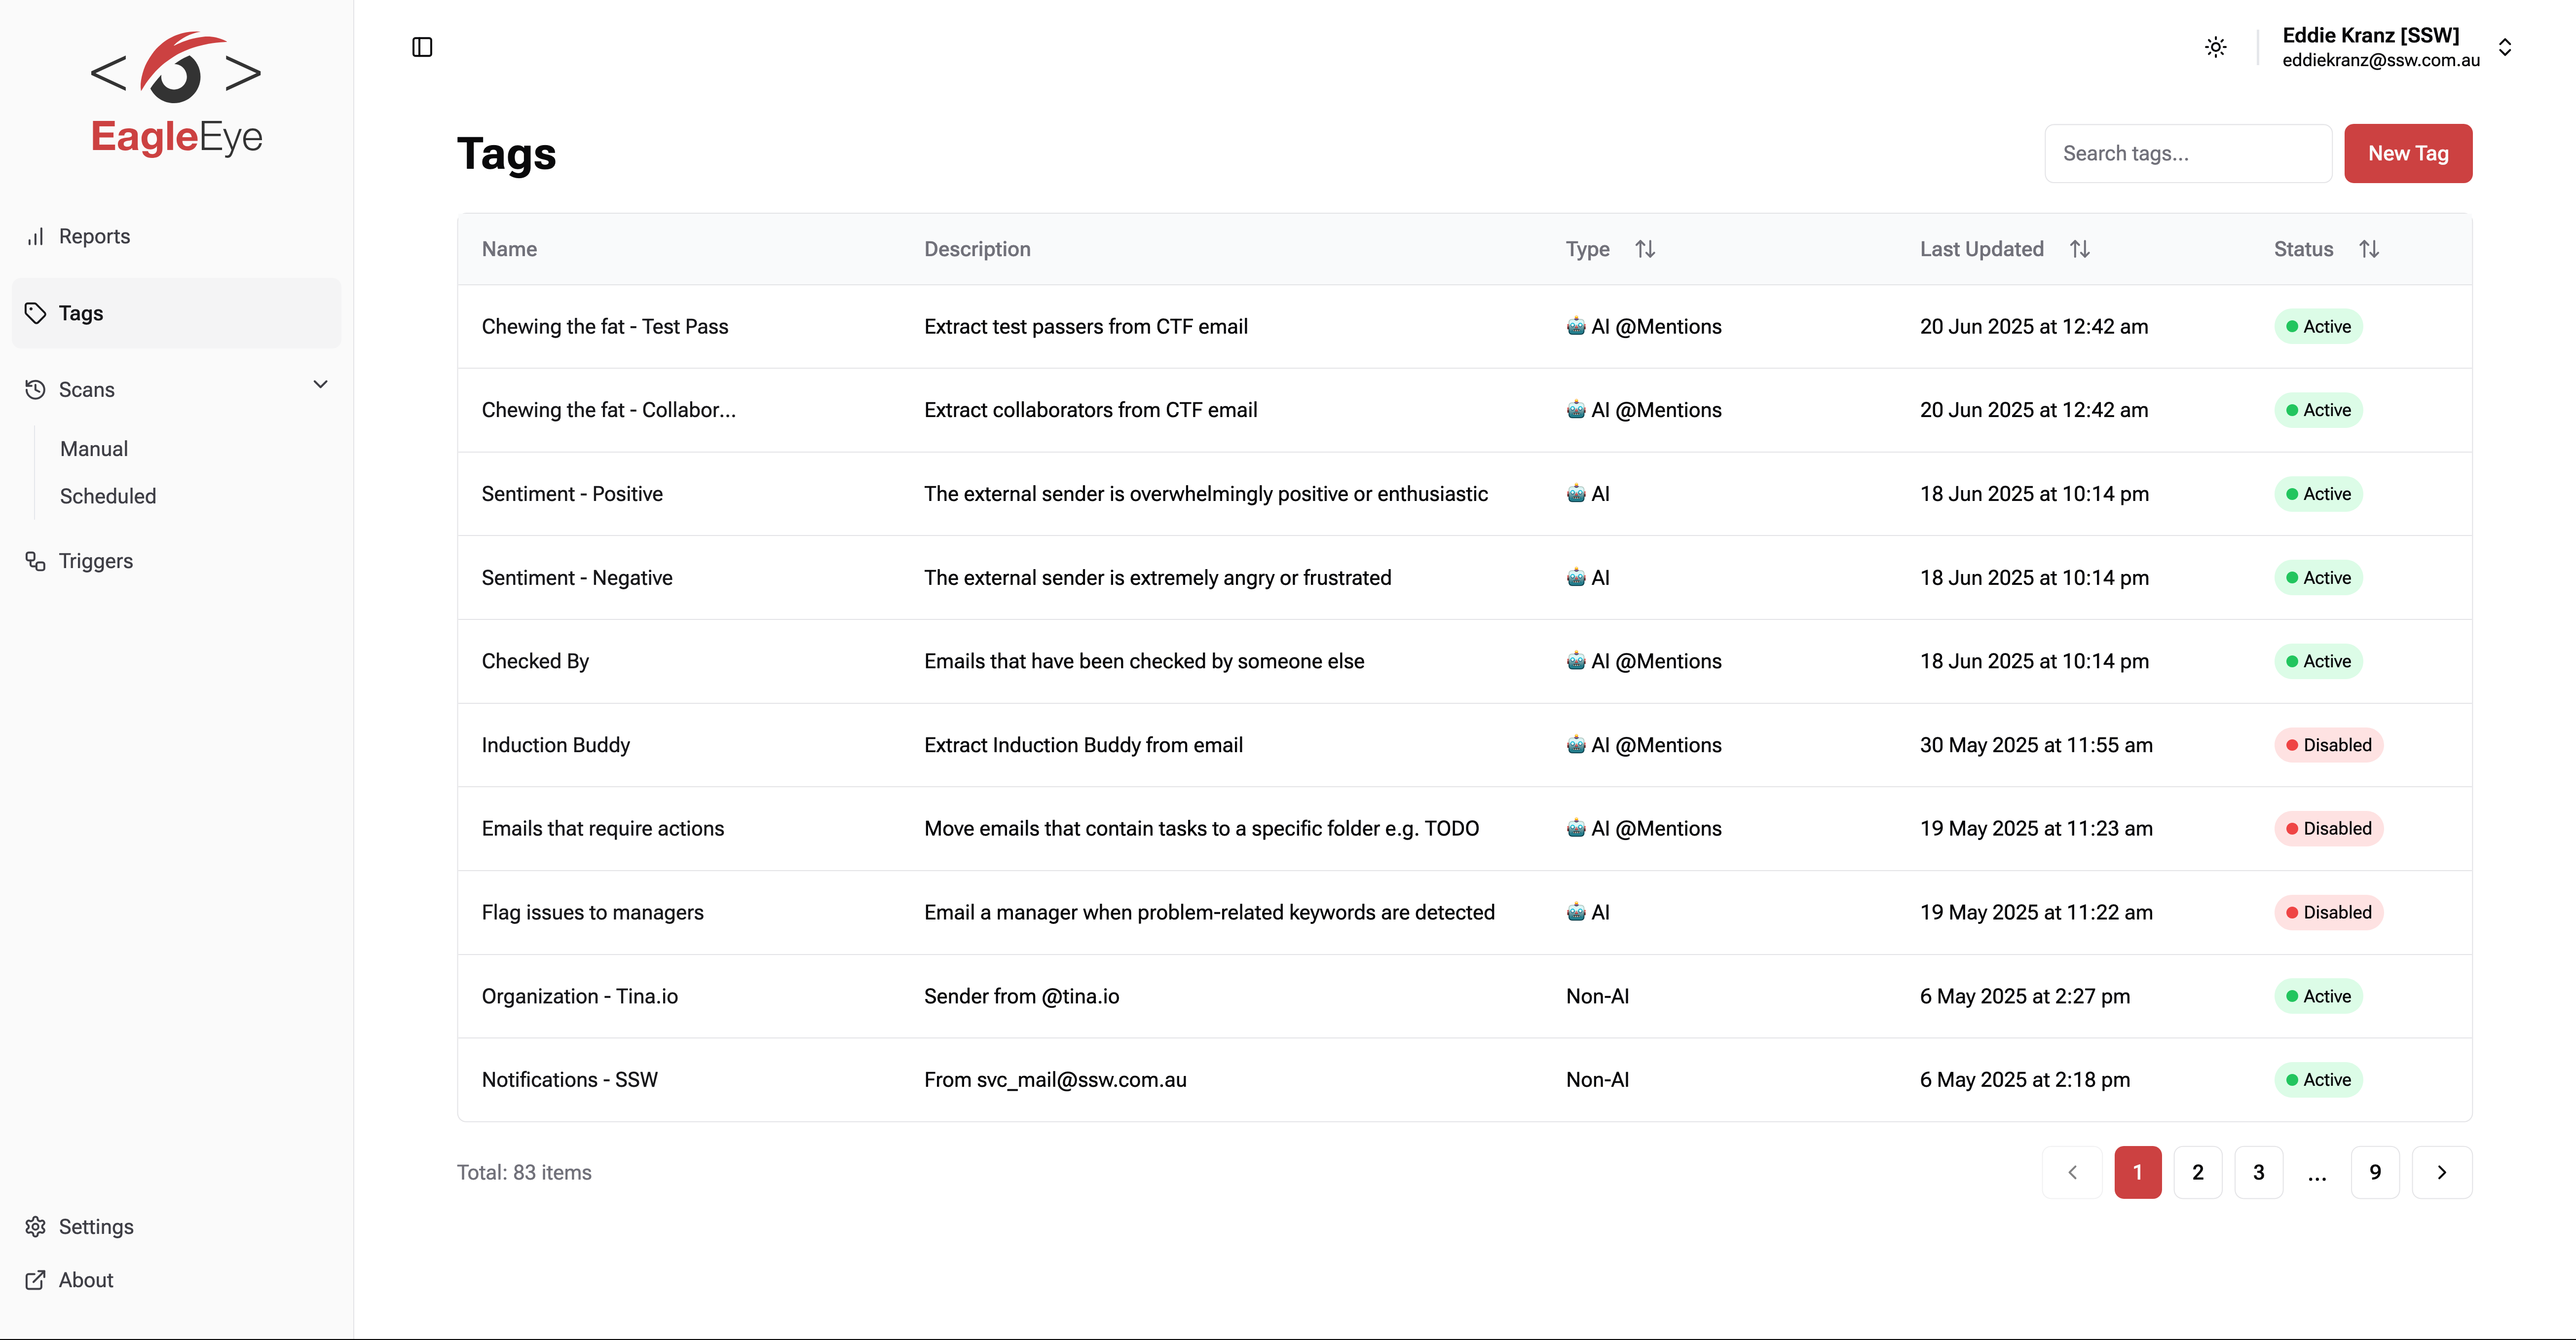 < >
EagleEye
Reports
Tags
Scans
Manual
Scheduled
Triggers
Settings
About
Eddie Kranz [SSW]
eddiekranz@ssw.com.au
Tags
Search tags...
New Tag
Name Description Type Last Updated Status
Chewing the fat - Test Pass Extract test passers from CTF email 🤖 AI @Mentions 20 Jun 2025 at 12:42 am Active
Chewing the fat - Collabor... Extract collaborators from CTF email 🤖 AI @Mentions 20 Jun 2025 at 12:42 am Active
Sentiment - Positive The external sender is overwhelmingly positive or enthusiastic 🤖 AI 18 Jun 2025 at 10:14 pm Active
Sentiment - Negative The external sender is extremely angry or frustrated 🤖 AI 18 Jun 2025 at 10:14 pm Active
Checked By Emails that have been checked by someone else 🤖 AI @Mentions 18 Jun 2025 at 10:14 pm Active
Induction Buddy Extract Induction Buddy from email 🤖 AI @Mentions 30 May 2025 at 11:55 am Disabled
Emails that require actions Move emails that contain tasks to a specific folder e.g. TODO 🤖 AI @Mentions 19 May 2025 at 11:23 am Disabled
Flag issues to managers Email a manager when problem-related keywords are detected 🤖 AI 19 May 2025 at 11:22 am Disabled
Organization - Tina.io Sender from @tina.io Non-AI 6 May 2025 at 2:27 pm Active
Notifications - SSW From svc_mail@ssw.com.au Non-AI 6 May 2025 at 2:18 pm Active
Total: 83 items
1 2 3 ... 9